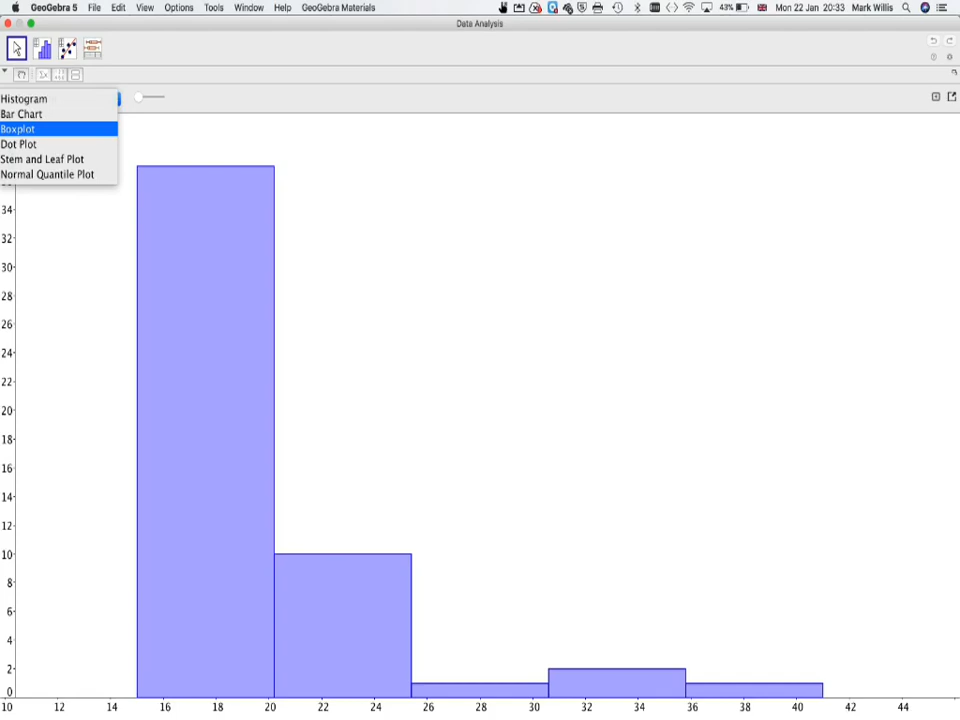 GeoGebra 5 File Edit View Options Tools Window Help GeoGebra Materials 43% Mon 22 Jan 20:33 Mark Willis
Data Analysis
Histogram
Bar Chart
Boxplot
Dot Plot
Stem and Leaf Plot
Normal Quantile Plot
34
32
30
28
26
24
22
20
18
16
14
12
10
8
6
4
2
0
10 12 14 16 18 20 22 24 26 28 30 32 34 36 38 40 42 44